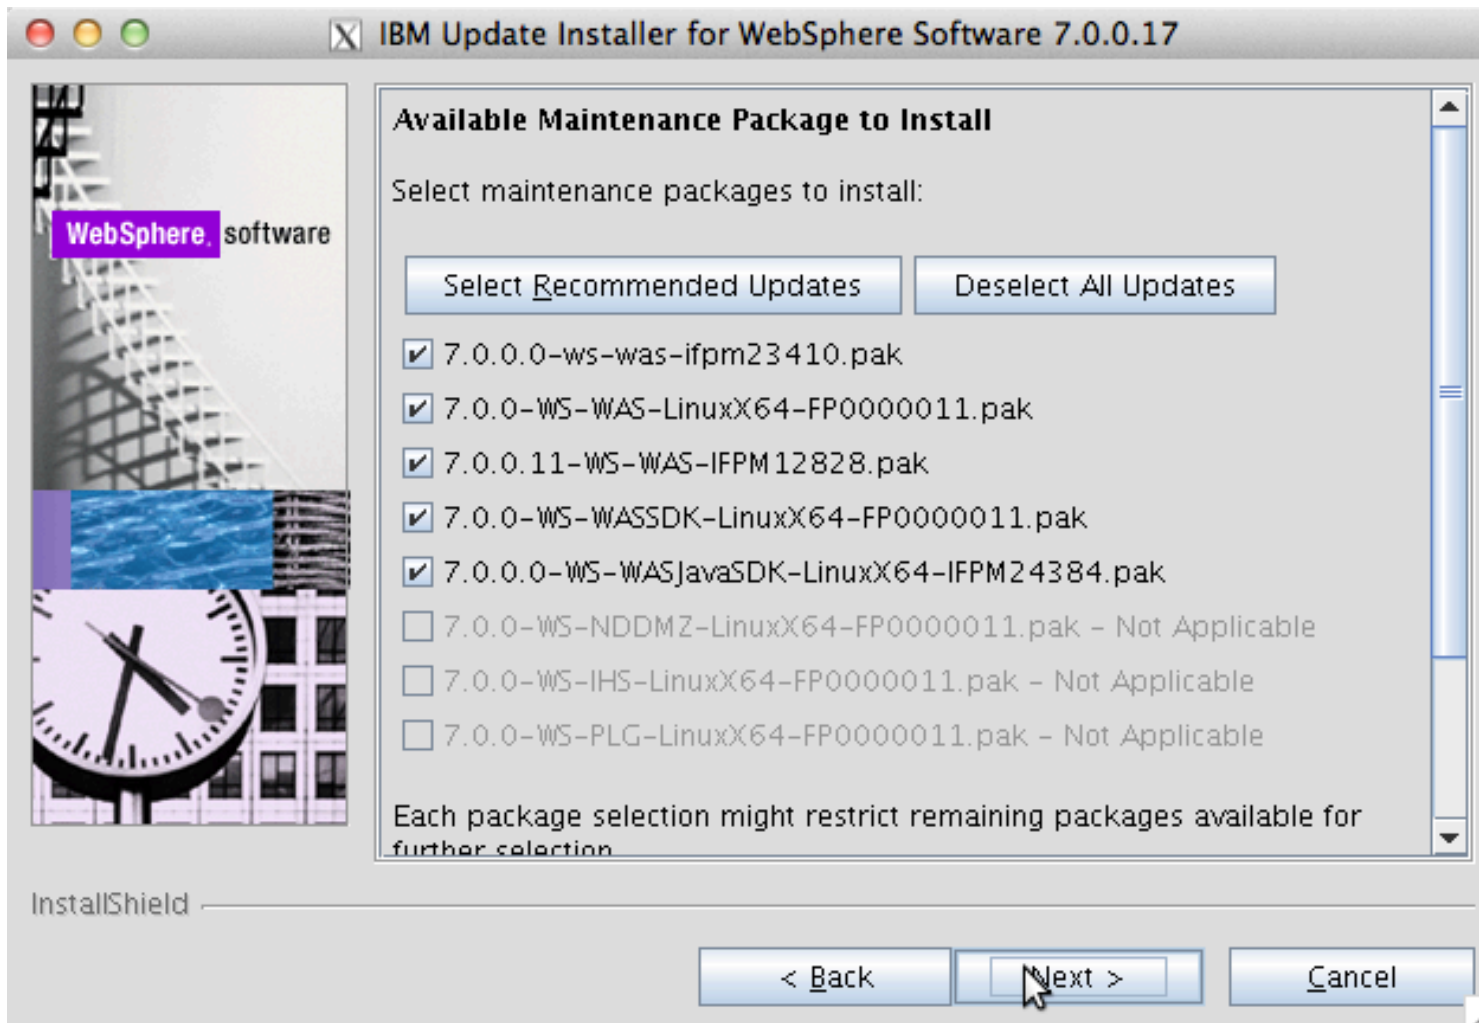 IBM Update Installer for WebSphere Software 7.0.0.17
WebSphere. software
Available Maintenance Package to Install
Select maintenance packages to install:
Select Recommended Updates
Deselect All Updates
7.0.0.0-ws-was-ifpm23410.pak
7.0.0-WS-WAS-LinuxX64-FP0000011.pak
7.0.0.11-WS-WAS-IFPM12828.pak
7.0.0-WS-WASSDK-LinuxX64-FP0000011.pak
7.0.0.0-WS-WASJavaSDK-LinuxX64-IFPM24384.pak
7.0.0-WS-NDDMZ-LinuxX64-FP0000011.pak - Not Applicable
7.0.0-WS-IHS-LinuxX64-FP0000011.pak - Not Applicable
7.0.0-WS-PLG-LinuxX64-FP0000011.pak - Not Applicable
Each package selection might restrict remaining packages available for
further selection
InstallShield
< Back
Next >
Cancel